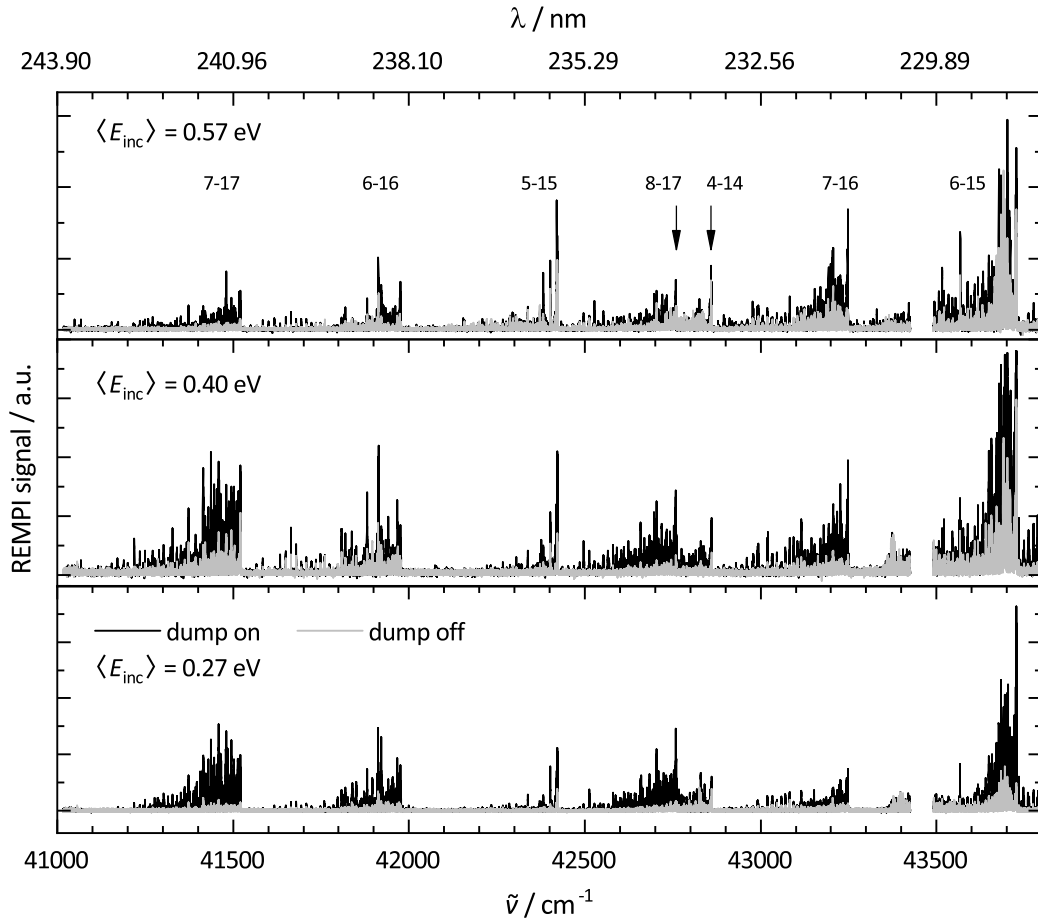 λ / nm
243.90 240.96 238.10 235.29 232.56 229.89
⟨E_inc⟩ = 0.57 eV
7-17 6-16 5-15 8-17 4-14 7-16 6-15
⟨E_inc⟩ = 0.40 eV
REMPI signal / a.u.
dump on dump off
⟨E_inc⟩ = 0.27 eV
41000 41500 42000 42500 43000 43500
ṽ / cm⁻¹